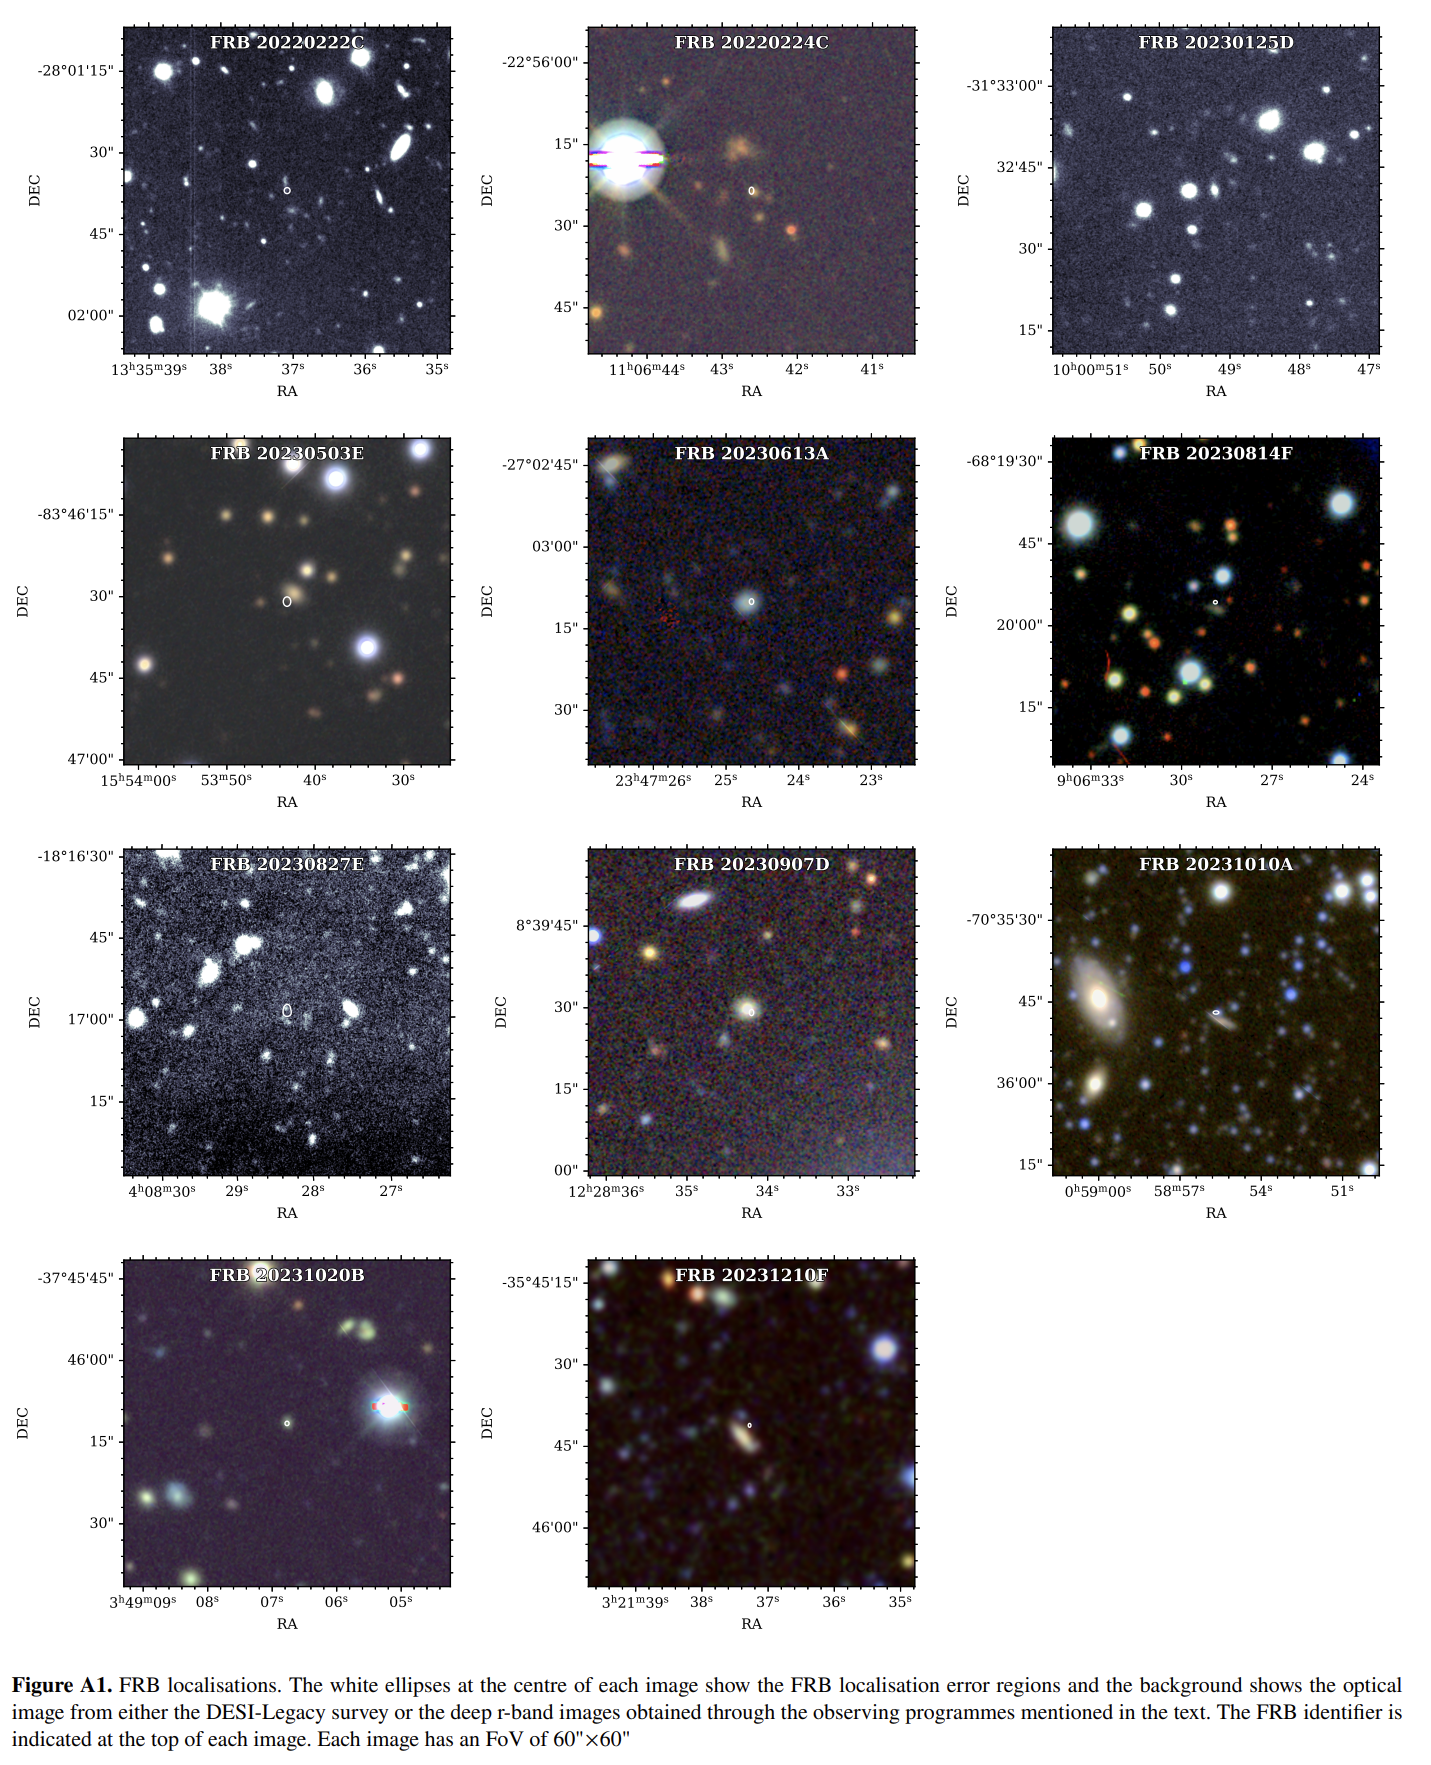 FRB 20220222C
-28°01'15"
30"
45"
02'00"
DEC
13ʰ35ᵐ39ˢ 38ˢ 37ˢ 36ˢ 35ˢ
RA
FRB 20220224C
-22°56'00"
15"
30"
45"
DEC
11ʰ06ᵐ44ˢ 43ˢ 42ˢ 41ˢ
RA
FRB 20230125D
-31°33'00"
32'45"
30"
15"
DEC
10ʰ00ᵐ51ˢ 50ˢ 49ˢ 48ˢ 47ˢ
RA
FRB 20230503E
-83°46'15"
30"
45"
47'00"
DEC
15ʰ54ᵐ00ˢ 53ᵐ50ˢ 40ˢ 30ˢ
RA
FRB 20230613A
-27°02'45"
03'00"
15"
30"
DEC
23ʰ47ᵐ26ˢ 25ˢ 24ˢ 23ˢ
RA
FRB 20230814F
-68°19'30"
45"
20'00"
15"
DEC
9ʰ06ᵐ33ˢ 30ˢ 27ˢ 24ˢ
RA
FRB 20230827E
-18°16'30"
45"
17'00"
15"
DEC
4ʰ08ᵐ30ˢ 29ˢ 28ˢ 27ˢ
RA
FRB 20230907D
8°39'45"
30"
15"
00"
DEC
12ʰ28ᵐ36ˢ 35ˢ 34ˢ 33ˢ
RA
FRB 20231010A
-70°35'30"
45"
36'00"
15"
DEC
0ʰ59ᵐ00ˢ 58ᵐ57ˢ 54ˢ 51ˢ
RA
FRB 20231020B
-37°45'45"
46'00"
15"
30"
DEC
3ʰ49ᵐ09ˢ 08ˢ 07ˢ 06ˢ 05ˢ
RA
FRB 20231210F
-35°45'15"
30"
45"
46'00"
DEC
3ʰ21ᵐ39ˢ 38ˢ 37ˢ 36ˢ 35ˢ
RA
Figure A1. FRB localisations. The white ellipses at the centre of each image show the FRB localisation error regions and the background shows the optical
image from either the DESI-Legacy survey or the deep r-band images obtained through the observing programmes mentioned in the text. The FRB identifier is
indicated at the top of each image. Each image has an FoV of 60"×60"